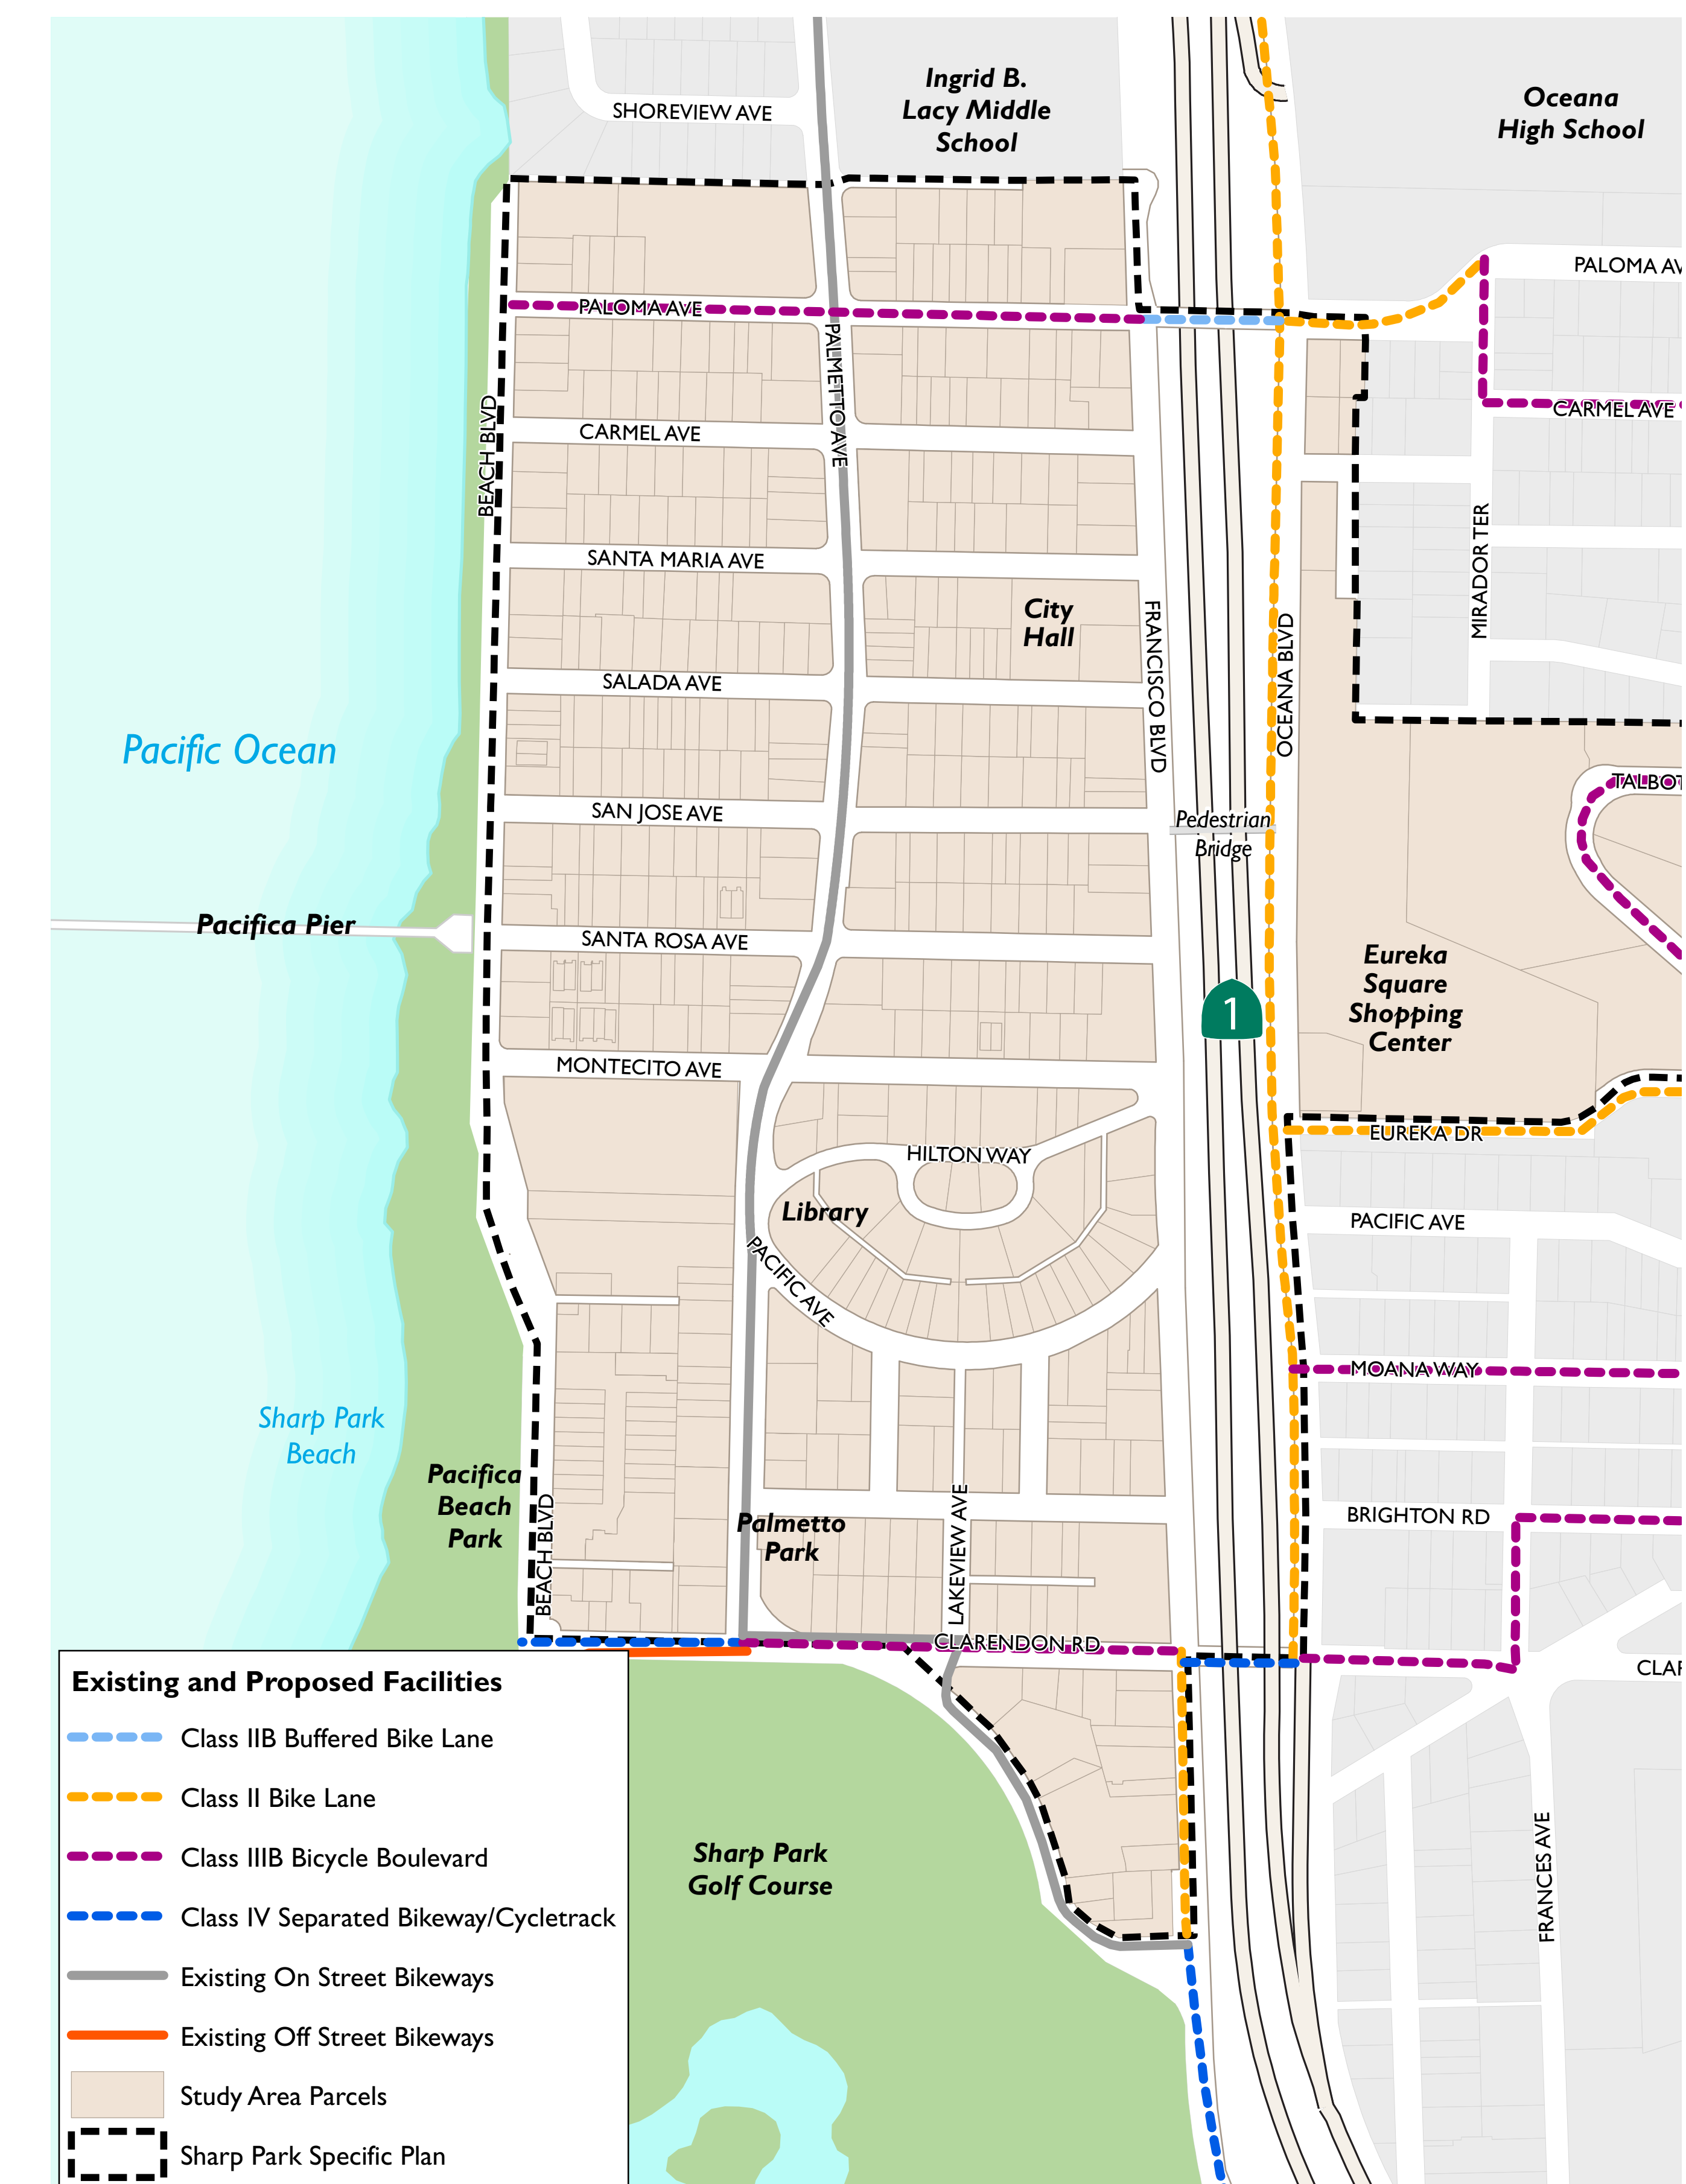 Ingrid B.
Lacy Middle
School
Oceana
High School
SHOREVIEW AVE
PALOMA AV
PALOMA AVE
PALMETTO AVE
BEACH BLVD
CARMEL AVE
CARMEL AVE
SANTA MARIA AVE
MIRADOR TER
City
Hall
FRANCISCO BLVD
OCEANA BLVD
SALADA AVE
Pacific Ocean
TALBOT
SAN JOSE AVE
Pedestrian
Bridge
Pacifica Pier
SANTA ROSA AVE
Eureka
Square
Shopping
Center
1
MONTECITO AVE
EUREKA DR
HILTON WAY
Library
PACIFIC AVE
PACIFIC AVE
MOANA WAY
Sharp Park
Beach
Pacifica
Beach
Park
BEACH BLVD
Palmetto
Park
LAKEVIEW AVE
BRIGHTON RD
CLARENDON RD
CLAR
Sharp Park
Golf Course
FRANCES AVE
Existing and Proposed Facilities
Class IIB Buffered Bike Lane
Class II Bike Lane
Class IIIB Bicycle Boulevard
Class IV Separated Bikeway/Cycletrack
Existing On Street Bikeways
Existing Off Street Bikeways
Study Area Parcels
Sharp Park Specific Plan